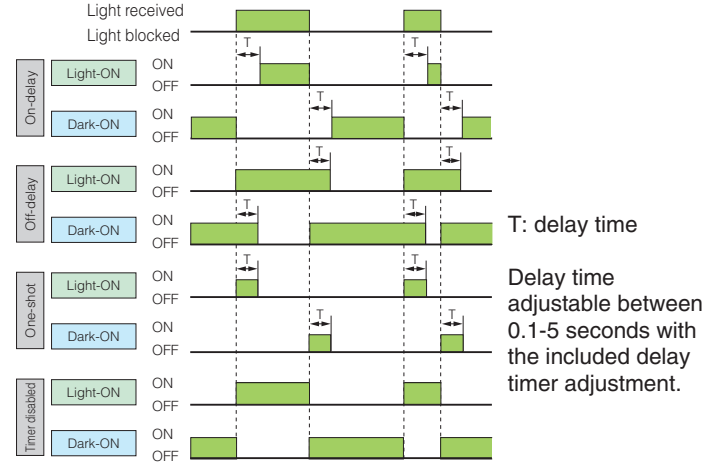 Light received
Light blocked
T T
On-delay
Light-ON ON
OFF
T T
Dark-ON ON
OFF
T T
Off-delay
Light-ON ON
OFF
T T
Dark-ON ON
OFF
T: delay time
T T
One-shot
Light-ON ON
OFF
T T
Dark-ON ON
OFF
Delay time
adjustable between
0.1-5 seconds with
the included delay
timer adjustment.
Timer disabled
Light-ON ON
OFF
Dark-ON ON
OFF